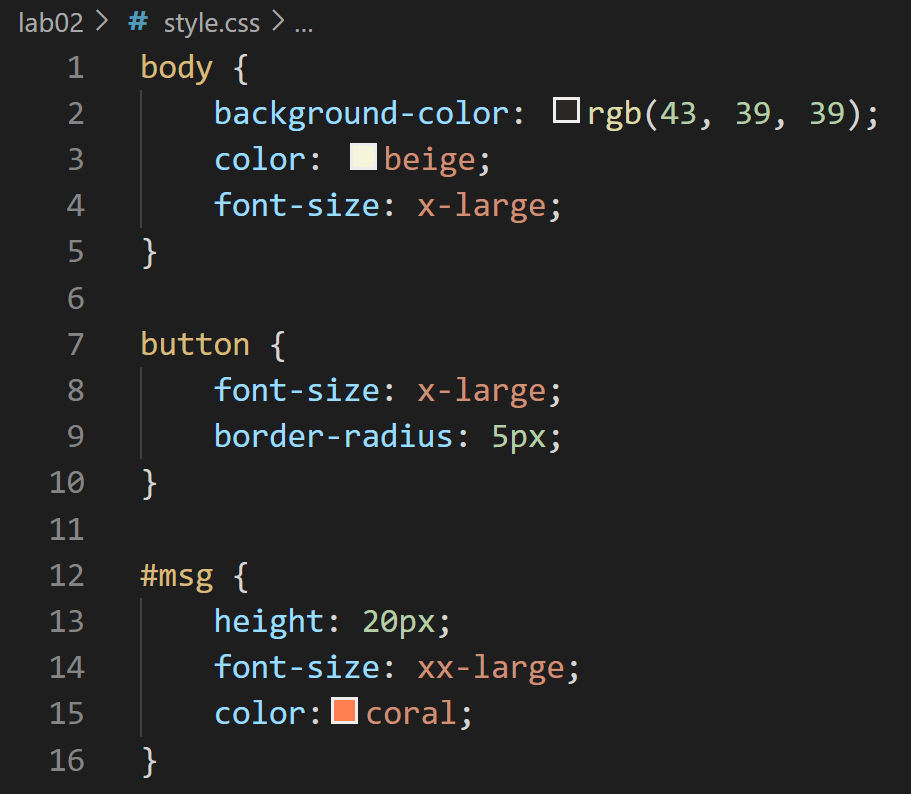 lab02 > # style.css > ...
1 body {
2     background-color: rgb(43, 39, 39);
3     color: beige;
4     font-size: x-large;
5 }
6
7 button {
8     font-size: x-large;
9     border-radius: 5px;
10 }
11
12 #msg {
13     height: 20px;
14     font-size: xx-large;
15     color:coral;
16 }